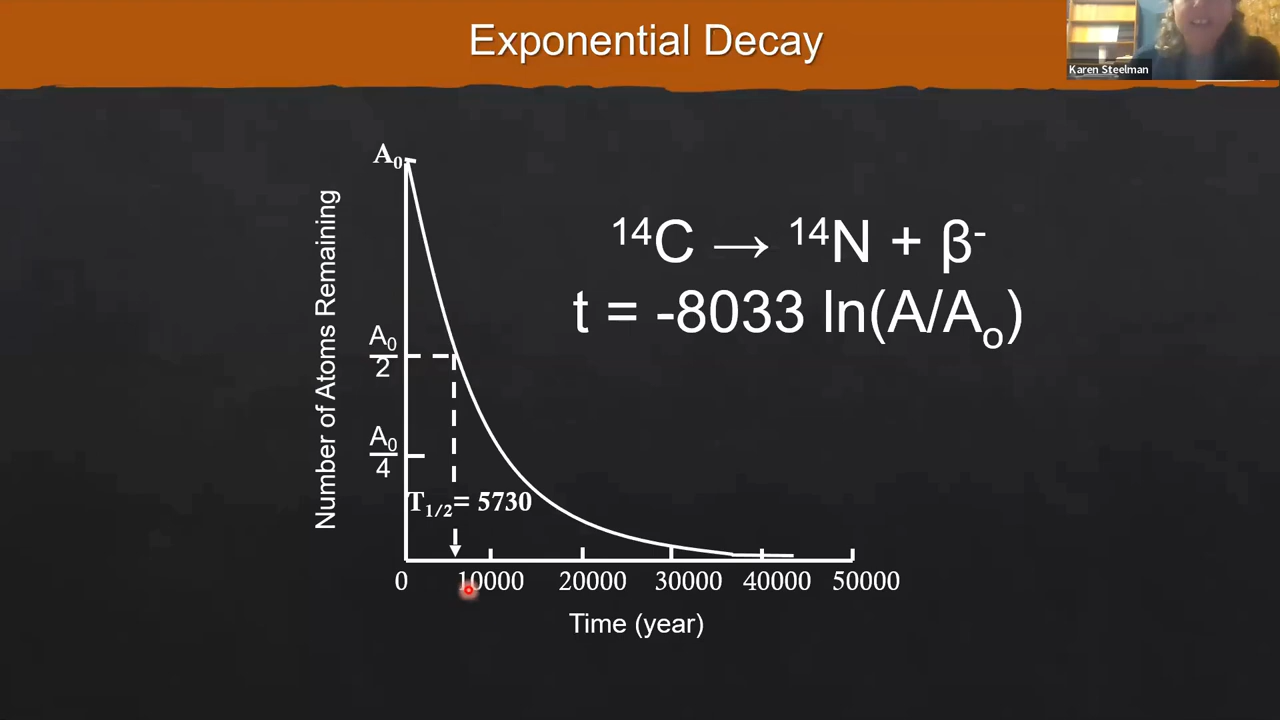 Exponential Decay
Karen Steelman
A₀
Number of Atoms Remaining
A₀
2
A₀
4
¹⁴C → ¹⁴N + β⁻
t = -8033 ln(A/Aₒ)
T₁/₂= 5730
0 10000 20000 30000 40000 50000
Time (year)